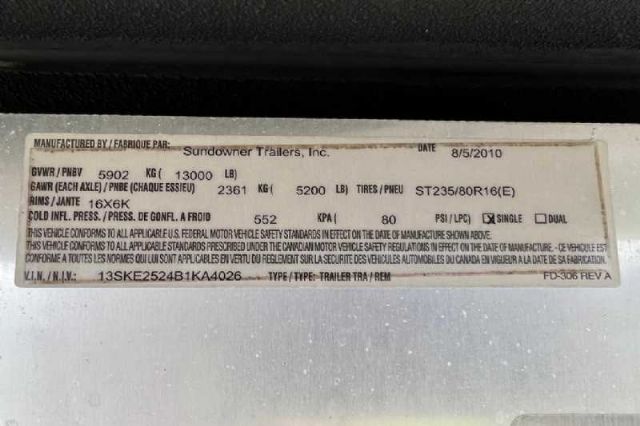 MANUFACTURED BY / FABRIQUE PAR: Sundowner Trailers, Inc. DATE 8/5/2010
GVWR / PNBV 5902 KG ( 13000 LB)
GAWR (EACH AXLE) / PNBE (CHAQUE ESSIEU) 2361 KG ( 5200 LB) TIRES / PNEU ST235/80R16(E)
RIMS / JANTE 16X6K
COLD INFL. PRESS. / PRESS. DE GONFL. A FROID 552 KPA ( 80 PSI / LPC) X SINGLE DUAL
THIS VEHICLE CONFORMS TO ALL APPLICABLE U.S. FEDERAL MOTOR VEHICLE SAFETY STANDARDS IN EFFECT ON THE DATE OF MANUFACTURE SHOWN ABOVE.
THIS VEHICLE CONFORMS TO ALL APPLICABLE STANDARDS PRESCRIBED UNDER THE CANADIAN MOTOR VEHICLE SAFETY REGULATIONS IN EFFECT ON THE DATE OF MANUFACTURE. / CE VEHICULE EST
CONFORME A TOUTES LES NORMES QUI LUI SONT APPLICABLES EN VERTU DU REGLEMENT SUR LA SECURITE DES VEHICULES AUTOMOBILES DU CANADA EN VIGUEUR A LA DATE DE SA FABRICATION.
V.I.N. / N.I.V.: 13SKE2524B1KA4026 TYPE / TYPE: TRAILER TRA / REM FD-306 REV A